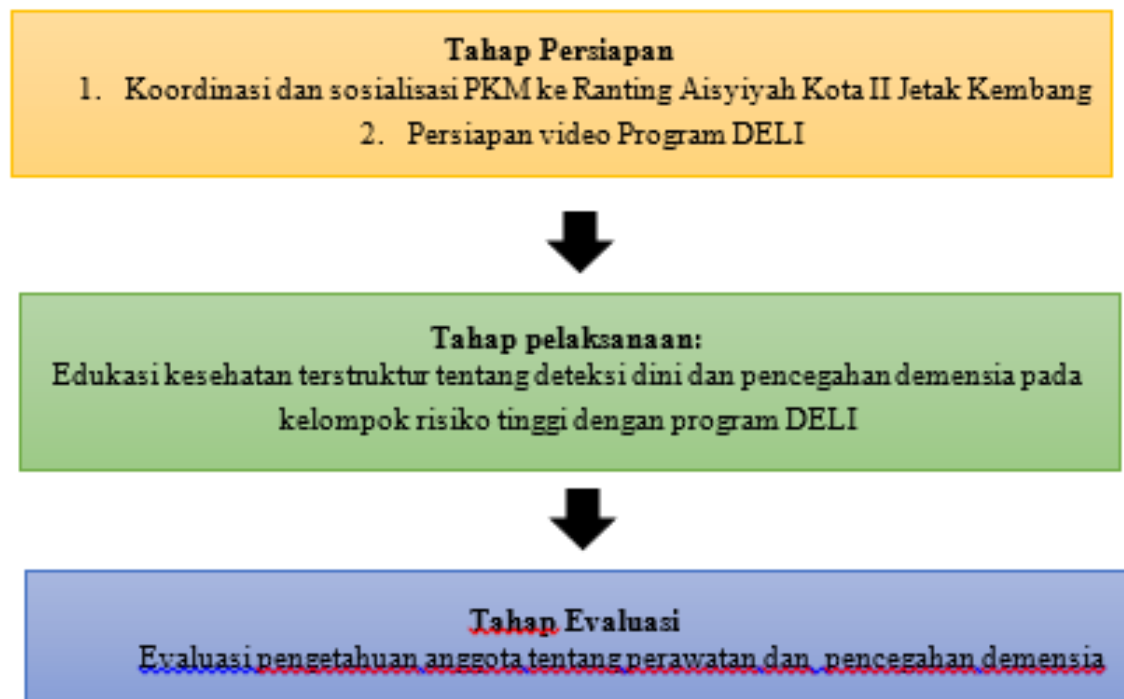 Tahap Persiapan
1. Koordinasi dan sosialisasi PKM ke Ranting Aisyiyah Kota II Jetak Kembang
2. Persiapan video Program DELI
Tahap pelaksanaan:
Edukasi kesehatan terstruktur tentang deteksi dini dan pencegahan demensia pada
kelompok risiko tinggi dengan program DELI
Tahap Evaluasi
Evaluasi pengetahuan anggota tentang perawatan dan pencegahan demensia